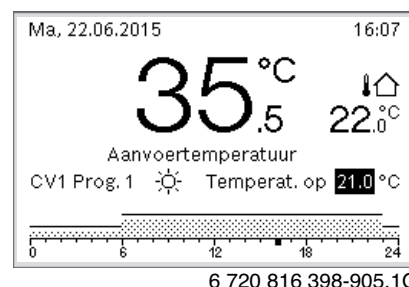 Ma, 22.06.2015 16:07
35.5 °C
22.0 °C
Aanvoertemperatuur
CV1 Prog. 1 Temperat. op 21.0 °C
0 6 12 18 24
6 720 816 398-905.1O